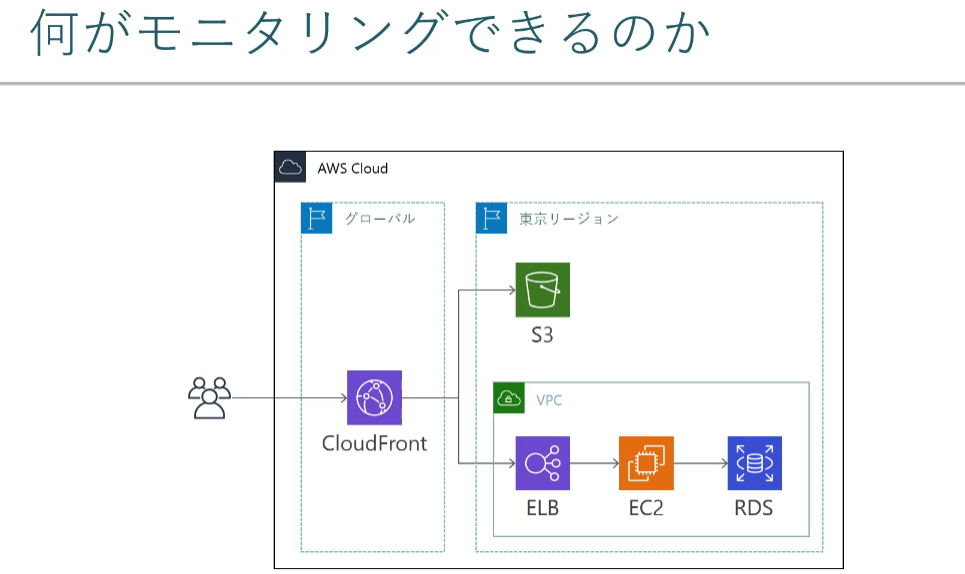 何がモニタリングできるのか
AWS Cloud
グローバル
東京リージョン
S3
VPC
CloudFront
ELB
EC2
RDS